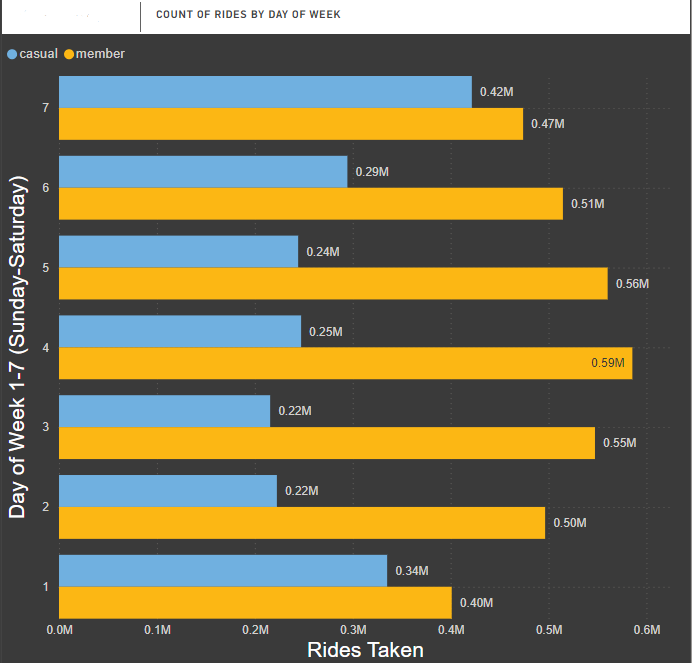 COUNT OF RIDES BY DAY OF WEEK
casual member
7
0.42M
0.47M
6
0.29M
0.51M
5
0.24M
0.56M
4
0.25M
0.59M
3
0.22M
0.55M
2
0.22M
0.50M
1
0.34M
0.40M
Day of Week 1-7 (Sunday-Saturday)
0.0M 0.1M 0.2M 0.3M 0.4M 0.5M 0.6M
Rides Taken